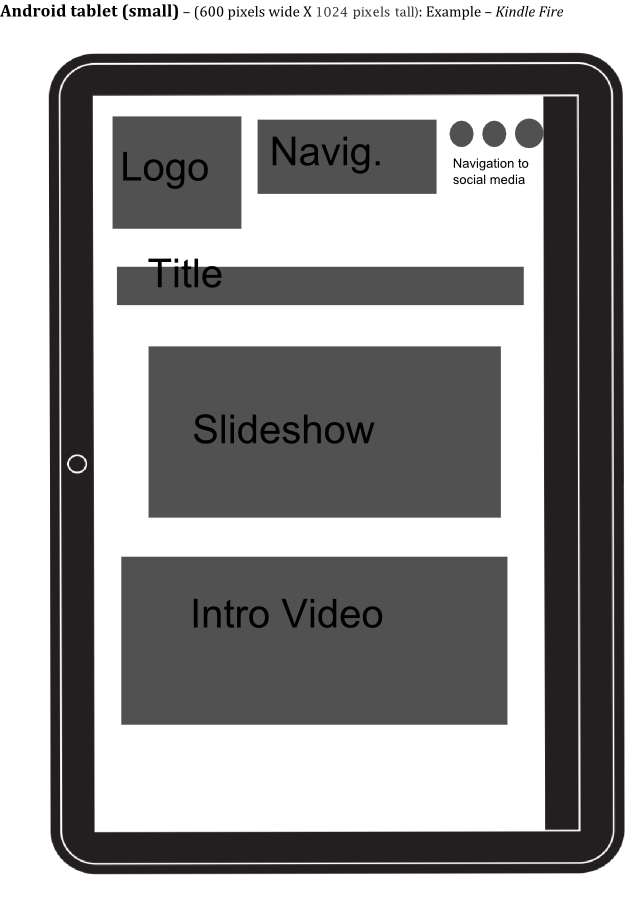 Android tablet (small) – (600 pixels wide X 1024 pixels tall): Example – Kindle Fire
Logo
Navig.
Navigation to
social media
Title
Slideshow
Intro Video